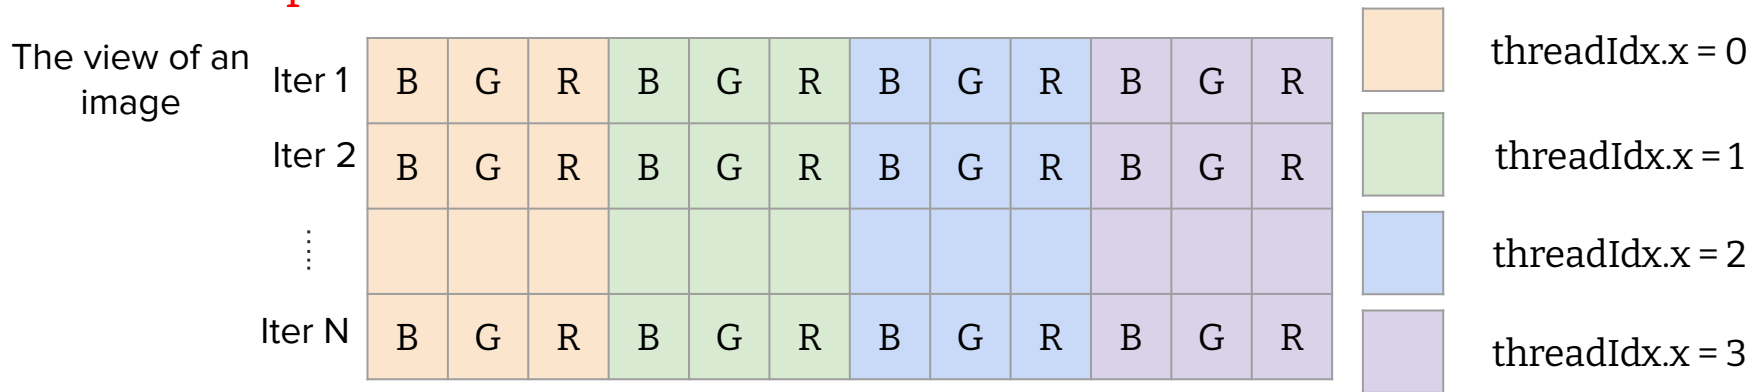 The view of an
image
Iter 1 B G R B G R B G R B G R
Iter 2 B G R B G R B G R B G R
⋮
Iter N B G R B G R B G R B G R
threadIdx.x = 0
threadIdx.x = 1
threadIdx.x = 2
threadIdx.x = 3